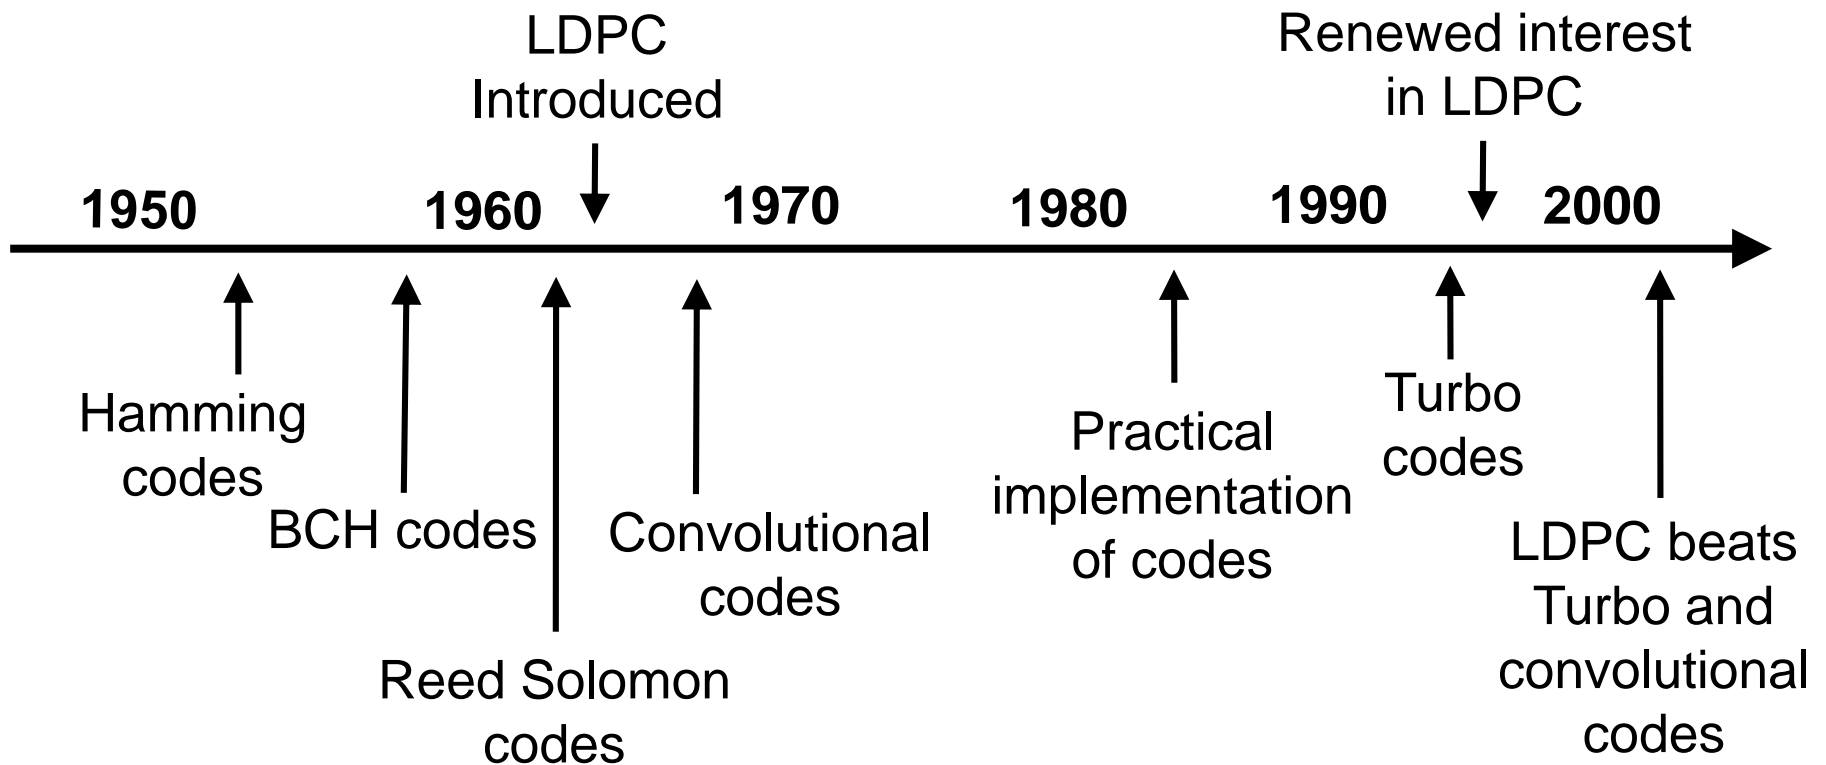 LDPC
Introduced
Renewed interest
in LDPC
1950
1960
1970
1980
1990
2000
Hamming
codes
BCH codes
Reed Solomon
codes
Convolutional
codes
Practical
implementation
of codes
Turbo
codes
LDPC beats
Turbo and
convolutional
codes